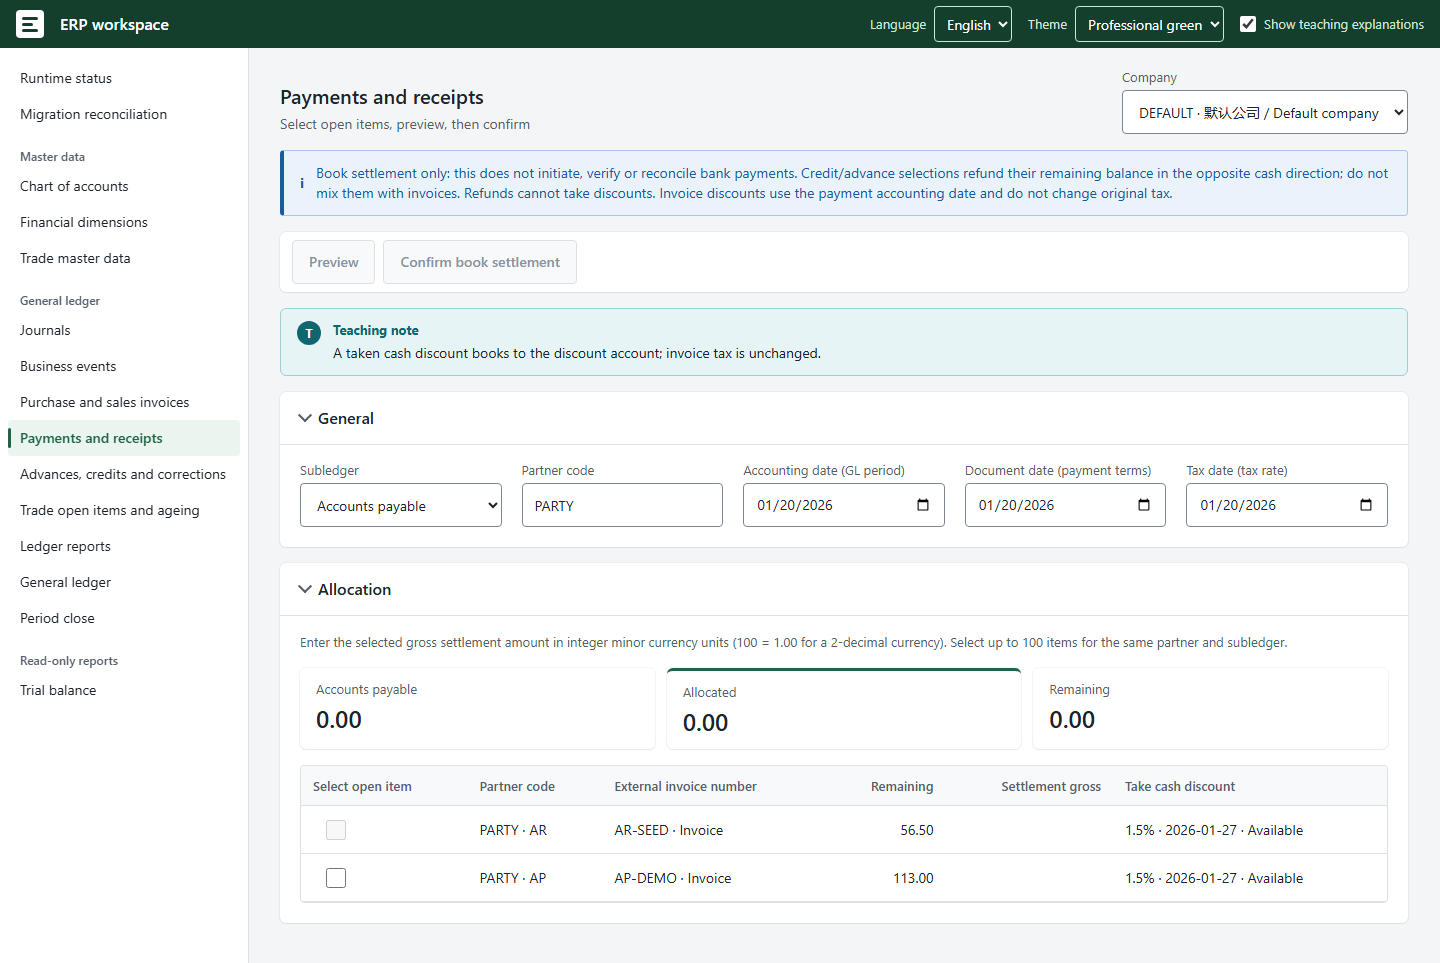 ERP workspace
Language English Theme Professional green Show teaching explanations
Runtime status
Migration reconciliation
Master data
Chart of accounts
Financial dimensions
Trade master data
General ledger
Journals
Business events
Purchase and sales invoices
Payments and receipts
Advances, credits and corrections
Trade open items and ageing
Ledger reports
General ledger
Period close
Read-only reports
Trial balance
Payments and receipts
Select open items, preview, then confirm
Company
DEFAULT · 默认公司 / Default company
i
Book settlement only: this does not initiate, verify or reconcile bank payments. Credit/advance selections refund their remaining balance in the opposite cash direction; do not
mix them with invoices. Refunds cannot take discounts. Invoice discounts use the payment accounting date and do not change original tax.
Preview Confirm book settlement
T
Teaching note
A taken cash discount books to the discount account; invoice tax is unchanged.
General
Subledger Partner code Accounting date (GL period) Document date (payment terms) Tax date (tax rate)
Accounts payable PARTY 01/20/2026 01/20/2026 01/20/2026
Allocation
Enter the selected gross settlement amount in integer minor currency units (100 = 1.00 for a 2-decimal currency). Select up to 100 items for the same partner and subledger.
Accounts payable Allocated Remaining
0.00 0.00 0.00
Select open item Partner code External invoice number Remaining Settlement gross Take cash discount
PARTY · AR AR-SEED · Invoice 56.50 1.5% · 2026-01-27 · Available
PARTY · AP AP-DEMO · Invoice 113.00 1.5% · 2026-01-27 · Available